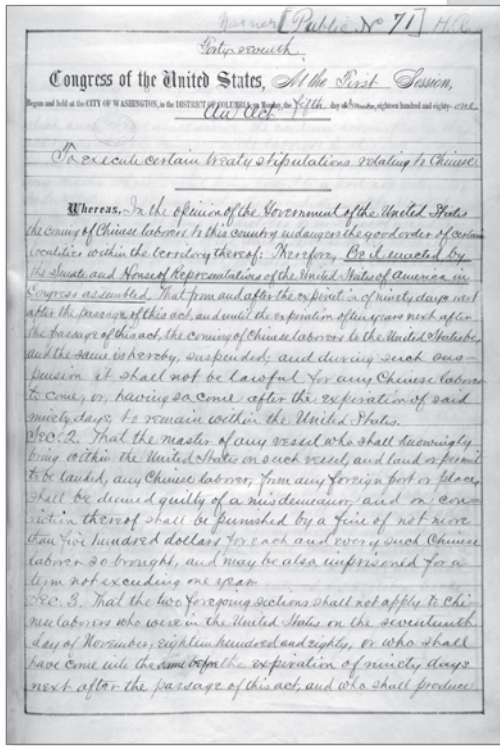 [Public No 71] H.R.
Forty-seventh
Congress of the United States, At the First Session,
Begun and held at the CITY OF WASHINGTON, in the DISTRICT OF COLUMBIA on Monday, the fifth day of December, eighteen hundred and eighty-one
An Act
To execute certain treaty stipulations relating to Chinese.
Whereas, In the opinion of the Government of the United States
the coming of Chinese laborers to this country endangers the good order of certain
localities within the territory thereof: Therefore, Be it enacted by
the Senate and House of Representatives of the United States of America in
Congress assembled, That from and after the expiration of ninety days next
after the passage of this act, and until the expiration of ten years next after
the passage of this act, the coming of Chinese laborers to the United States be,
and the same is hereby, suspended; and during such sus-
pension it shall not be lawful for any Chinese laborer
to come, or, having so come after the expiration of said
ninety days, to remain within the United States.
Sec. 2. That the master of any vessel who shall knowingly
bring within the United States on such vessel, and land or permit
to be landed, any Chinese laborer, from any foreign port or place,
shall be deemed guilty of a misdemeanor, and on con-
viction thereof shall be punished by a fine of not more
than five hundred dollars for each and every such Chinese
laborer so brought, and may be also imprisoned for a
term not exceeding one year.
Sec. 3. That the two foregoing sections shall not apply to Chi-
nese laborers who were in the United States on the seventeenth
day of November, eighteen hundred and eighty, or who shall
have come into the same before the expiration of ninety days
next after the passage of this act, and who shall produce